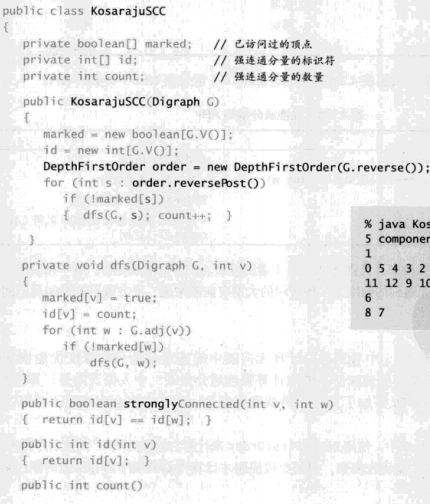 public class KosarajuSCC
{
private boolean[] marked; // 已访问过的顶点
private int[] id; // 强连通分量的标识符
private int count; // 强连通分量的数量
public KosarajuSCC(Digraph G)
{
marked = new boolean[G.V()];
id = new int[G.V()];
DepthFirstOrder order = new DepthFirstOrder(G.reverse());
for (int s : order.reversePost())
if (!marked[s])
{ dfs(G, s); count++; }
}
private void dfs(Digraph G, int v)
{
marked[v] = true;
id[v] = count;
for (int w : G.adj(v))
if (!marked[w])
dfs(G, w);
}
public boolean stronglyConnected(int v, int w)
{ return id[v] == id[w]; }
public int id(int v)
{ return id[v]; }
public int count()
% java Kos
5 componen
1
0 5 4 3 2
11 12 9 10
6
8 7